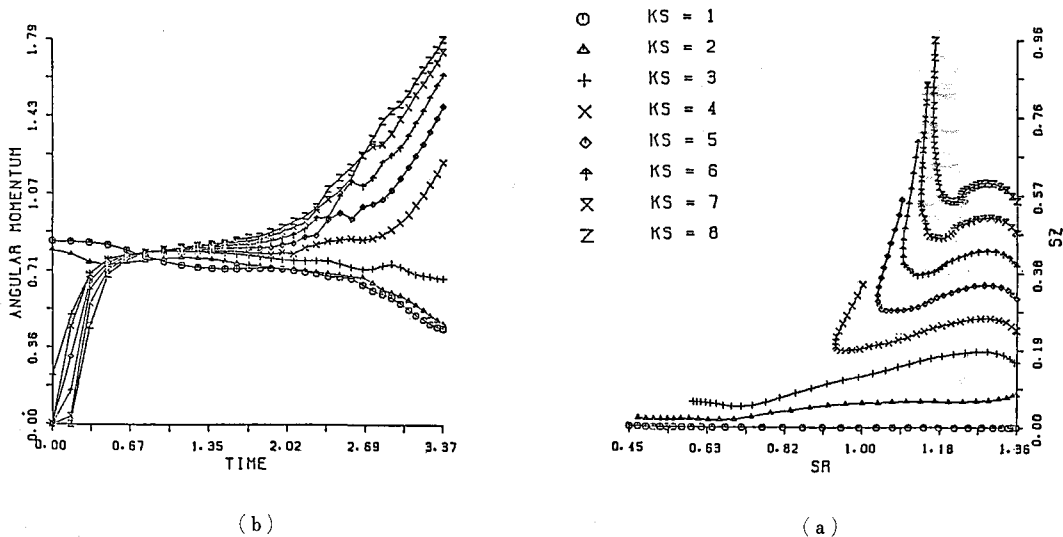 1.79
1.43
1.07
0.71
0.36
0.00
ANGULAR MOMENTUM
0.00 0.67 1.35 2.02 2.69 3.37
TIME
(b)
KS = 1
KS = 2
KS = 3
KS = 4
KS = 5
KS = 6
KS = 7
KS = 8
0.96
0.76
0.57
0.38
0.19
0.00
SZ
0.45 0.63 0.82 1.00 1.18 1.36
SR
(a)